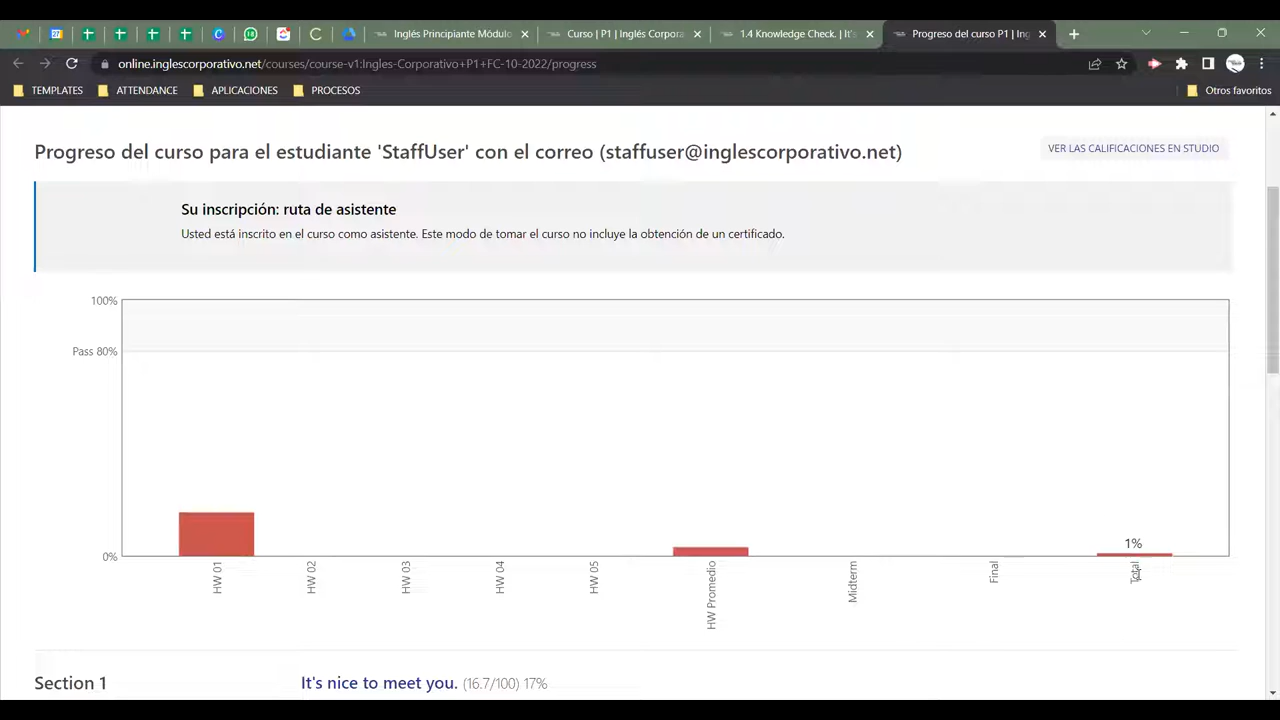 Inglés Principiante Módulo
Curso | P1 | Inglés Corpora
1.4 Knowledge Check. | It's
Progreso del curso P1 | Ing
online.inglescorporativo.net/courses/course-v1:Ingles-Corporativo+P1+FC-10-2022/progress
TEMPLATES
ATTENDANCE
APLICACIONES
PROCESOS
Otros favoritos
Progreso del curso para el estudiante 'StaffUser' con el correo (staffuser@inglescorporativo.net)
VER LAS CALIFICACIONES EN STUDIO
Su inscripción: ruta de asistente
Usted está inscrito en el curso como asistente. Este modo de tomar el curso no incluye la obtención de un certificado.
100%
Pass 80%
0%
1%
HW 01
HW 02
HW 03
HW 04
HW 05
HW Promedio
Midterm
Final
Total
Section 1
It's nice to meet you. (16.7/100) 17%